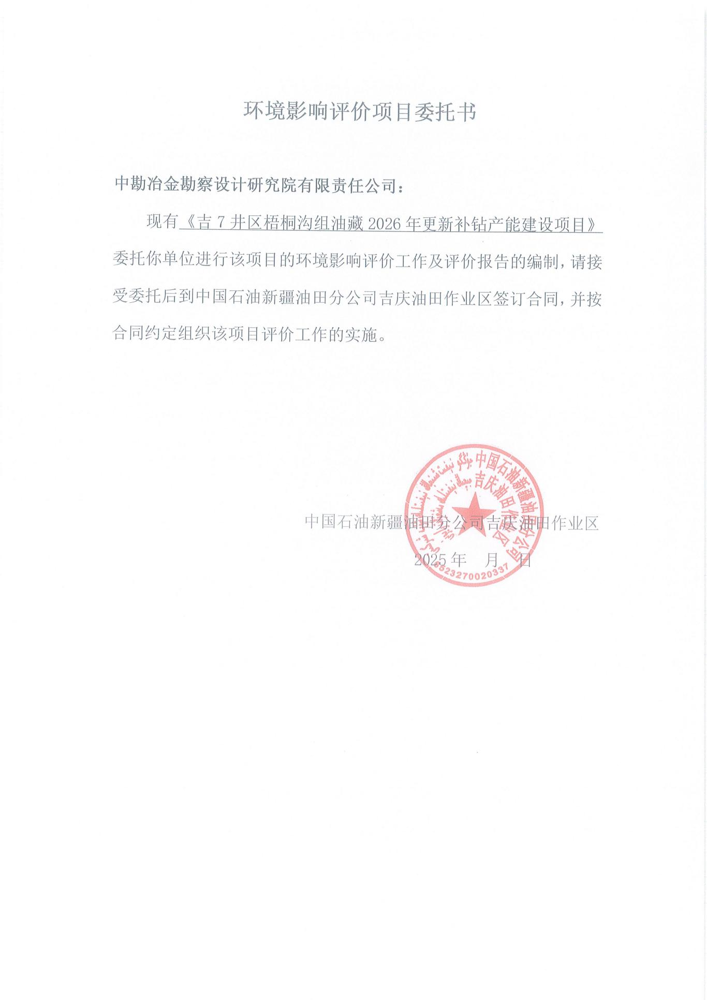 环境影响评价项目委托书
中勘冶金勘察设计研究院有限责任公司：
现有《吉7井区梧桐沟组油藏2026年更新补钻产能建设项目》
委托你单位进行该项目的环境影响评价工作及评价报告的编制，请接
受委托后到中国石油新疆油田分公司吉庆油田作业区签订合同，并按
合同约定组织该项目评价工作的实施。
中国石油新疆油田分公司
吉庆油田作业区
中国石油新疆油田分公司吉庆油田作业区
2025年 月 日
6523270020337